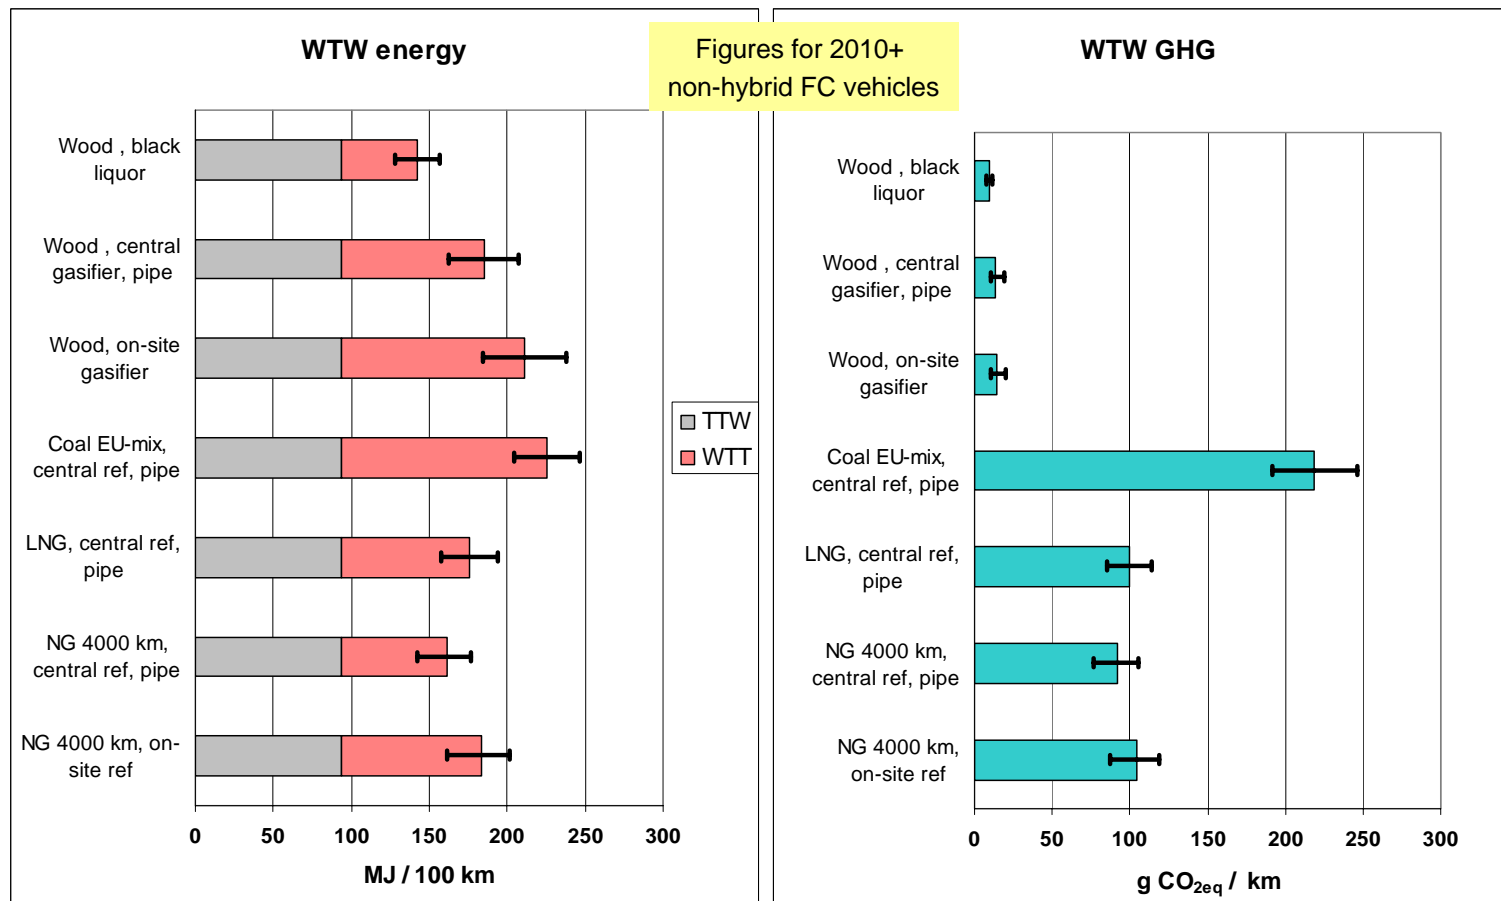 WTW energy
Figures for 2010+
non-hybrid FC vehicles
WTW GHG
Wood , black
liquor
Wood , central
gasifier, pipe
Wood, on-site
gasifier
Coal EU-mix,
central ref, pipe
LNG, central ref,
pipe
NG 4000 km,
central ref, pipe
NG 4000 km, on-
site ref
0 50 100 150 200 250 300
MJ / 100 km
TTW
WTT
Wood , black
liquor
Wood , central
gasifier, pipe
Wood, on-site
gasifier
Coal EU-mix,
central ref, pipe
LNG, central ref,
pipe
NG 4000 km,
central ref, pipe
NG 4000 km,
on-site ref
0 50 100 150 200 250 300
g CO2eq / km